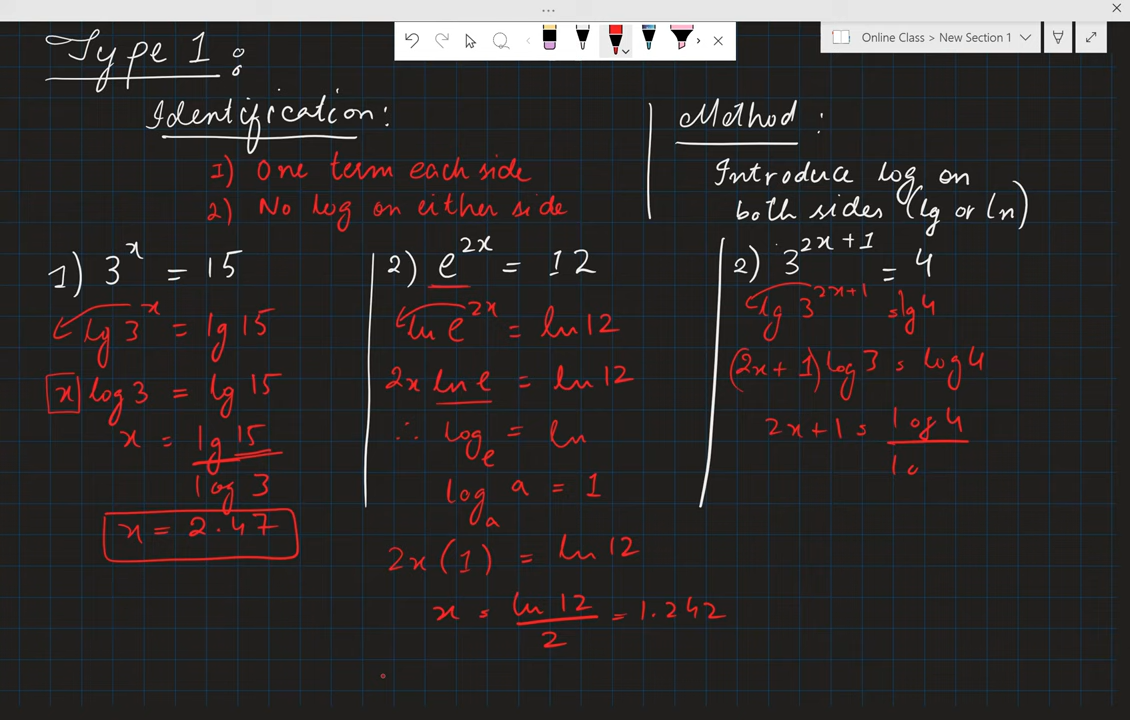 Online Class > New Section 1
Type 1 :
Identification:
1) One term each side
2) No log on either side
Method :
Introduce log on
both sides (lg or ln)
1) 3^x = 15
lg 3^x = lg 15
x log 3 = lg 15
x = lg 15 / log 3
x = 2.47
2) e^2x = 12
ln e^2x = ln 12
2x ln e = ln 12
∴ log_e = ln
log_a a = 1
2x (1) = ln 12
x = ln 12 / 2 = 1.242
2) 3^2x+1 = 4
lg 3^2x+1 = lg 4
(2x + 1) log 3 = log 4
2x + 1 = log 4 / lo